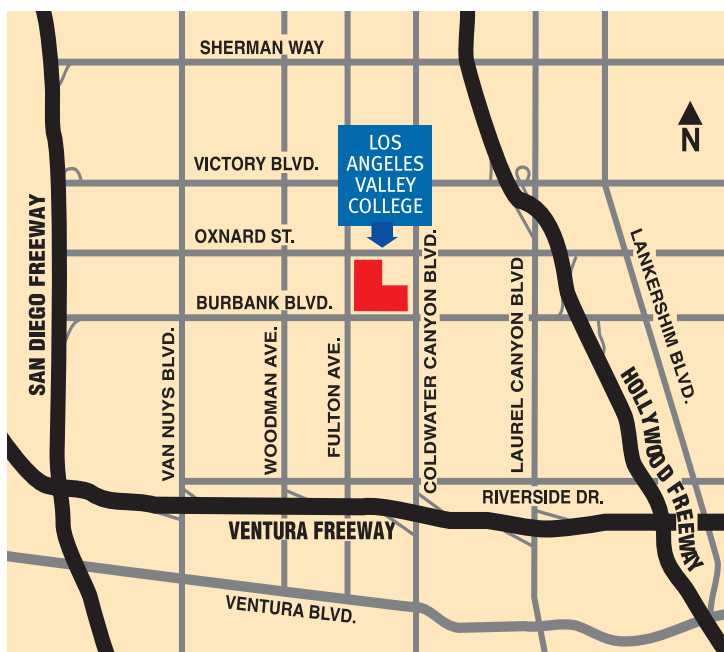 SHERMAN WAY
LOS
ANGELES
VALLEY
COLLEGE
N
VICTORY BLVD.
OXNARD ST.
BURBANK BLVD.
SAN DIEGO FREEWAY
VAN NUYS BLVD.
WOODMAN AVE.
FULTON AVE.
COLDWATER CANYON BLVD.
LAUREL CANYON BLVD
LANKERSHIM BLVD.
HOLLYWOOD FREEWAY
RIVERSIDE DR.
VENTURA FREEWAY
VENTURA BLVD.